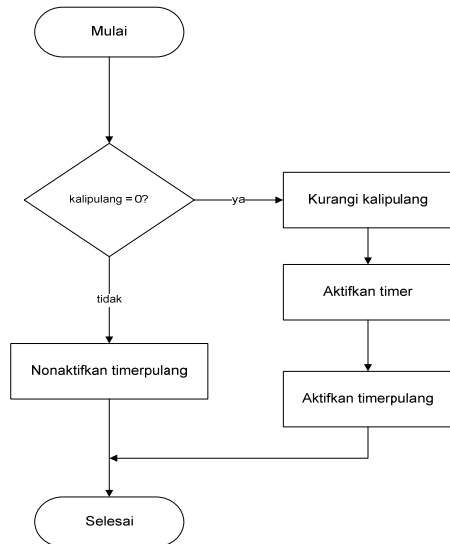 Mulai
kalipulang = 0?
ya
Kurangi kalipulang
Aktifkan timer
tidak
Nonaktifkan timerpulang
Aktifkan timerpulang
Selesai